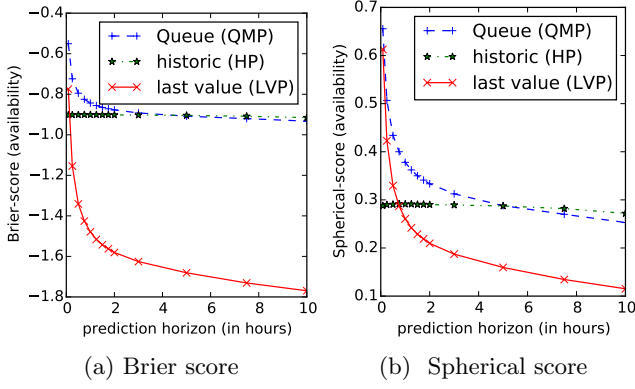 −0.4
−0.6
−0.8
−1.0
−1.2
−1.4
−1.6
−1.8
Brier-score (availability)
Queue (QMP)
historic (HP)
last value (LVP)
0 2 4 6 8 10
prediction horizon (in hours)
(a) Brier score
0.7
0.6
0.5
0.4
0.3
0.2
0.1
Spherical-score (availability)
Queue (QMP)
historic (HP)
last value (LVP)
0 2 4 6 8 10
prediction horizon (in hours)
(b) Spherical score